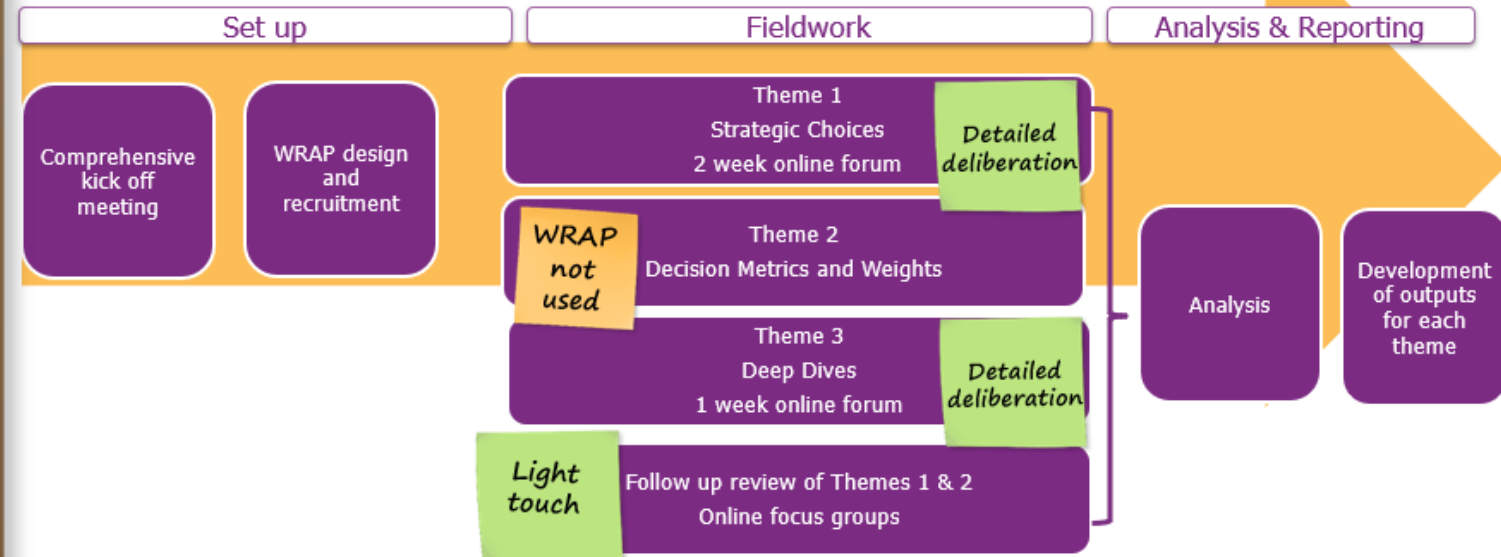 Set up
Fieldwork
Analysis & Reporting
Comprehensive
kick off
meeting
WRAP design
and
recruitment
Theme 1
Strategic Choices
2 week online forum
Detailed
deliberation
WRAP
not
used
Theme 2
Decision Metrics and Weights
Theme 3
Deep Dives
1 week online forum
Detailed
deliberation
Light
touch
Follow up review of Themes 1 & 2
Online focus groups
Analysis
Development
of outputs
for each
theme